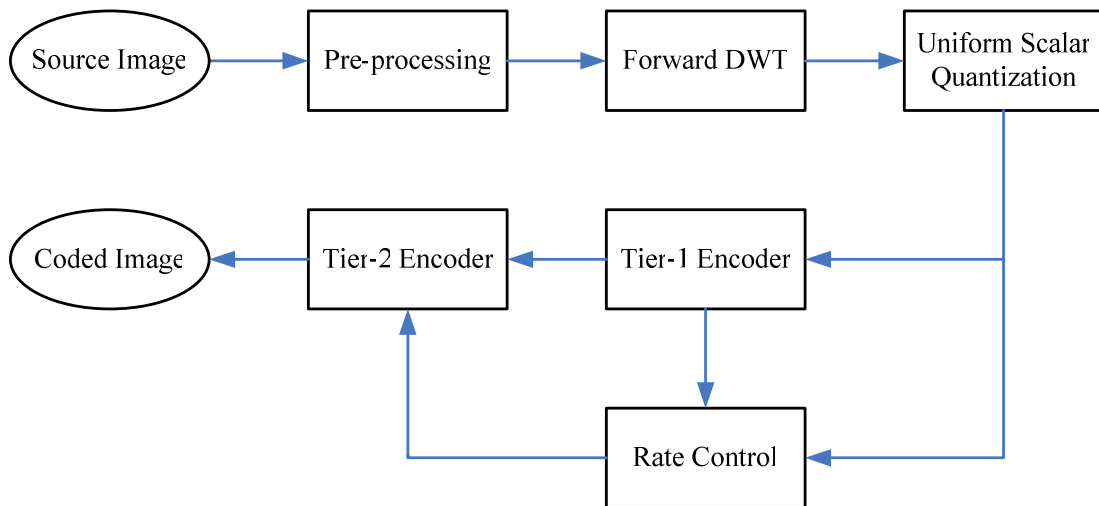 Source Image
Pre-processing
Forward DWT
Uniform Scalar
Quantization
Coded Image
Tier-2 Encoder
Tier-1 Encoder
Rate Control